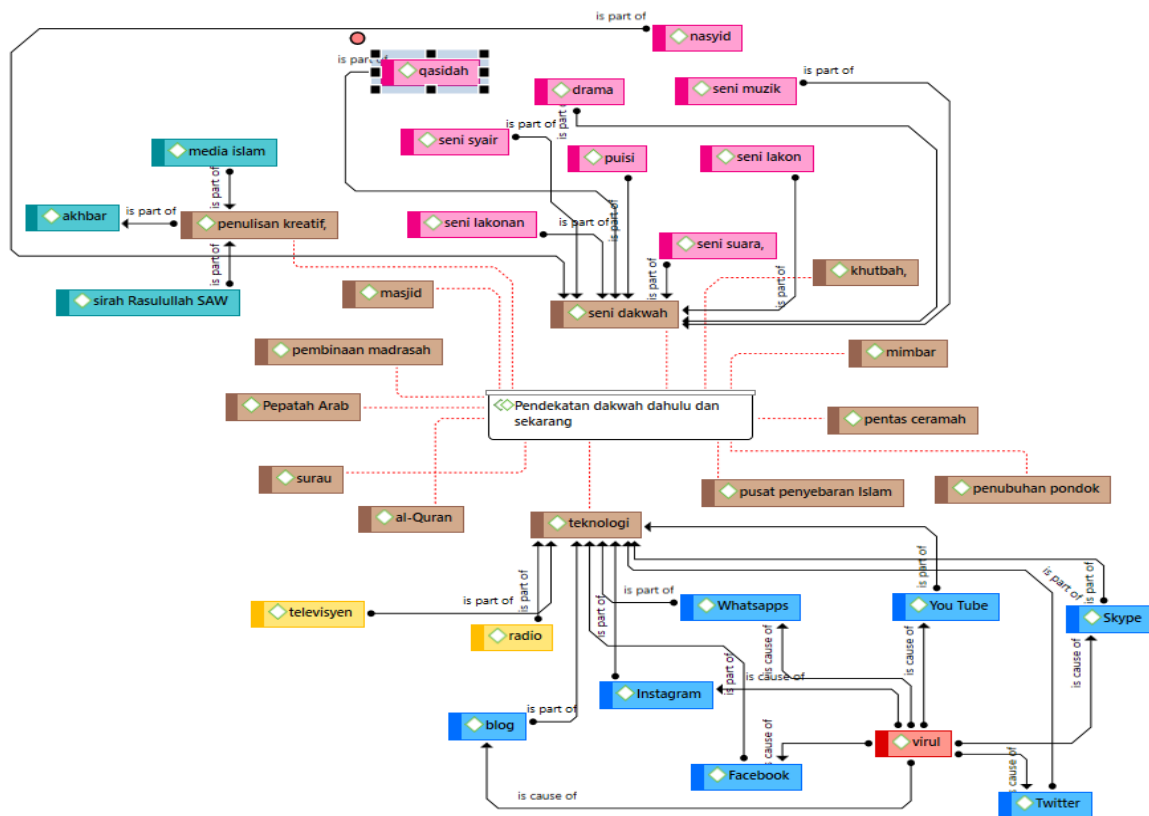 is part of
nasyid
is part of
qasidah
is part of
drama
seni muzik
is part of
is part of
is part of
seni syair
is part of
media islam
puisi
seni lakon
is part of
akhbar
is part of
penulisan kreatif,
seni lakonan
is part of
is part of
seni suara,
is part of
khutbah,
sirah Rasulullah SAW
masjid
is part of
is part of
seni dakwah
pembinaan madrasah
mimbar
Pendekatan dakwah dahulu dan
sekarang
Pepatah Arab
pentas ceramah
surau
pusat penyebaran Islam
penubuhan pondok
al-Quran
teknologi
televisyen
is part of
is part of
radio
is part of
Whatsapps
is cause of
You Tube
is part of
is cause of
is part of
is part of
Skype
is cause of
Instagram
is part of
is cause of
blog
is part of
virul
Facebook
is cause of
is cause of
Twitter
is cause of